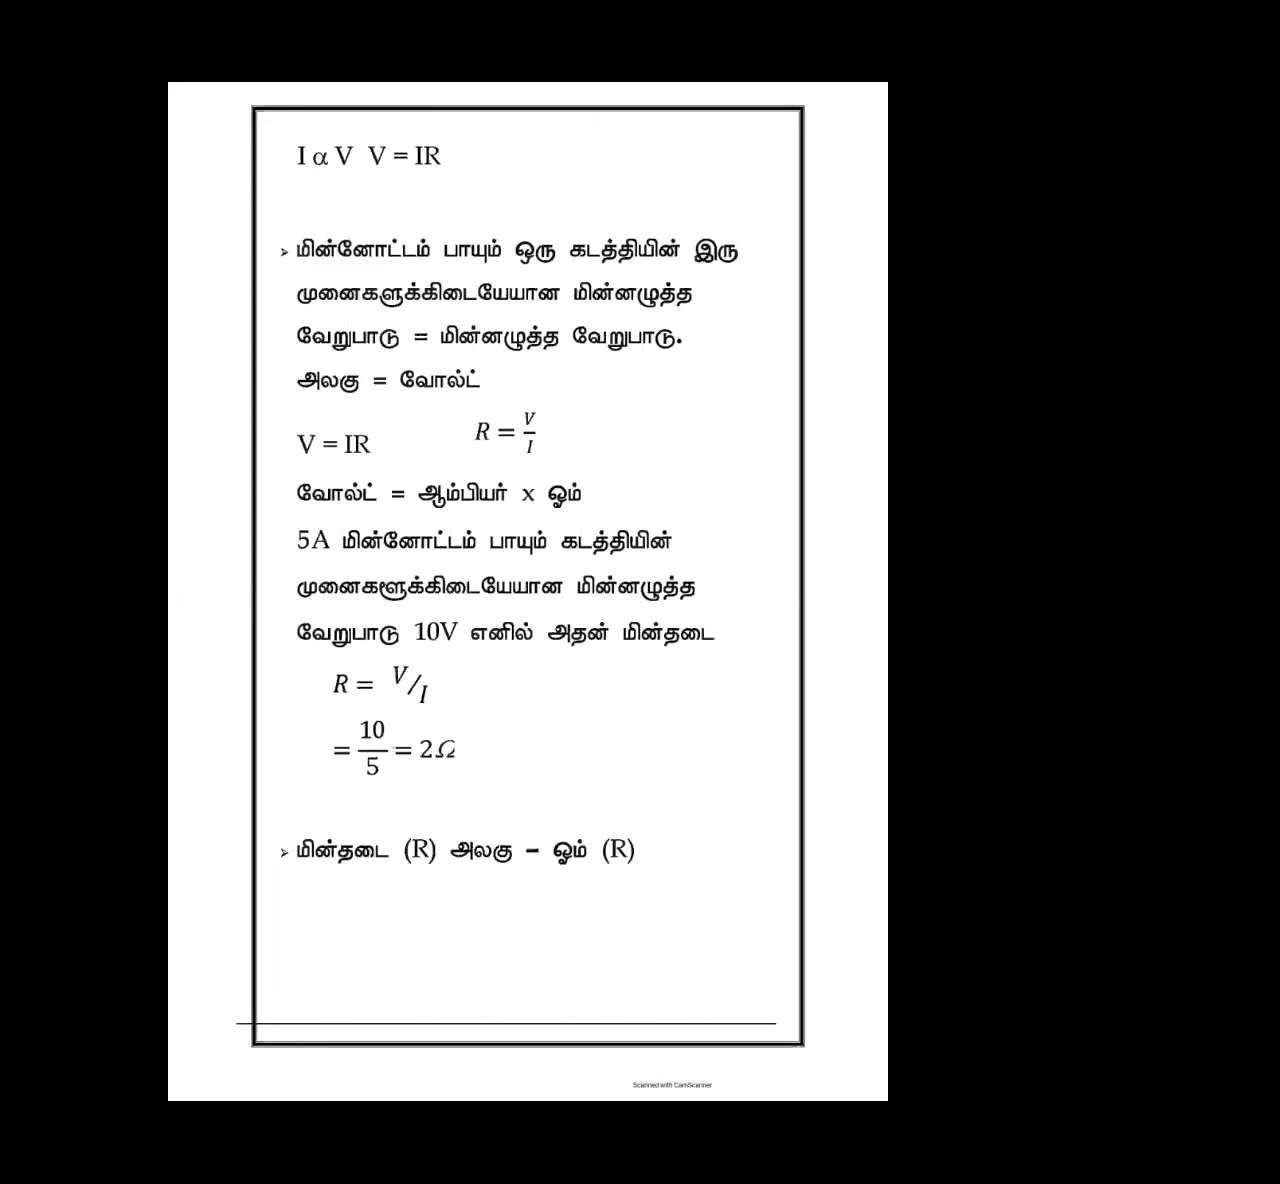 I α V V = IR
➢ மின்னோட்டம் பாயும் ஒரு கடத்தியின் இரு
முனைகளுக்கிடையேயான மின்னழுத்த
வேறுபாடு = மின்னழுத்த வேறுபாடு.
அலகு = வோல்ட்
V = IR R = V/I
வோல்ட் = ஆம்பியர் x ஓம்
5A மின்னோட்டம் பாயும் கடத்தியின்
முனைகளூக்கிடையேயான மின்னழுத்த
வேறுபாடு 10V எனில் அதன் மின்தடை
R = V/I
= 10/5 = 2Ω
➢ மின்தடை (R) அலகு – ஓம் (R)
Scanned with CamScanner